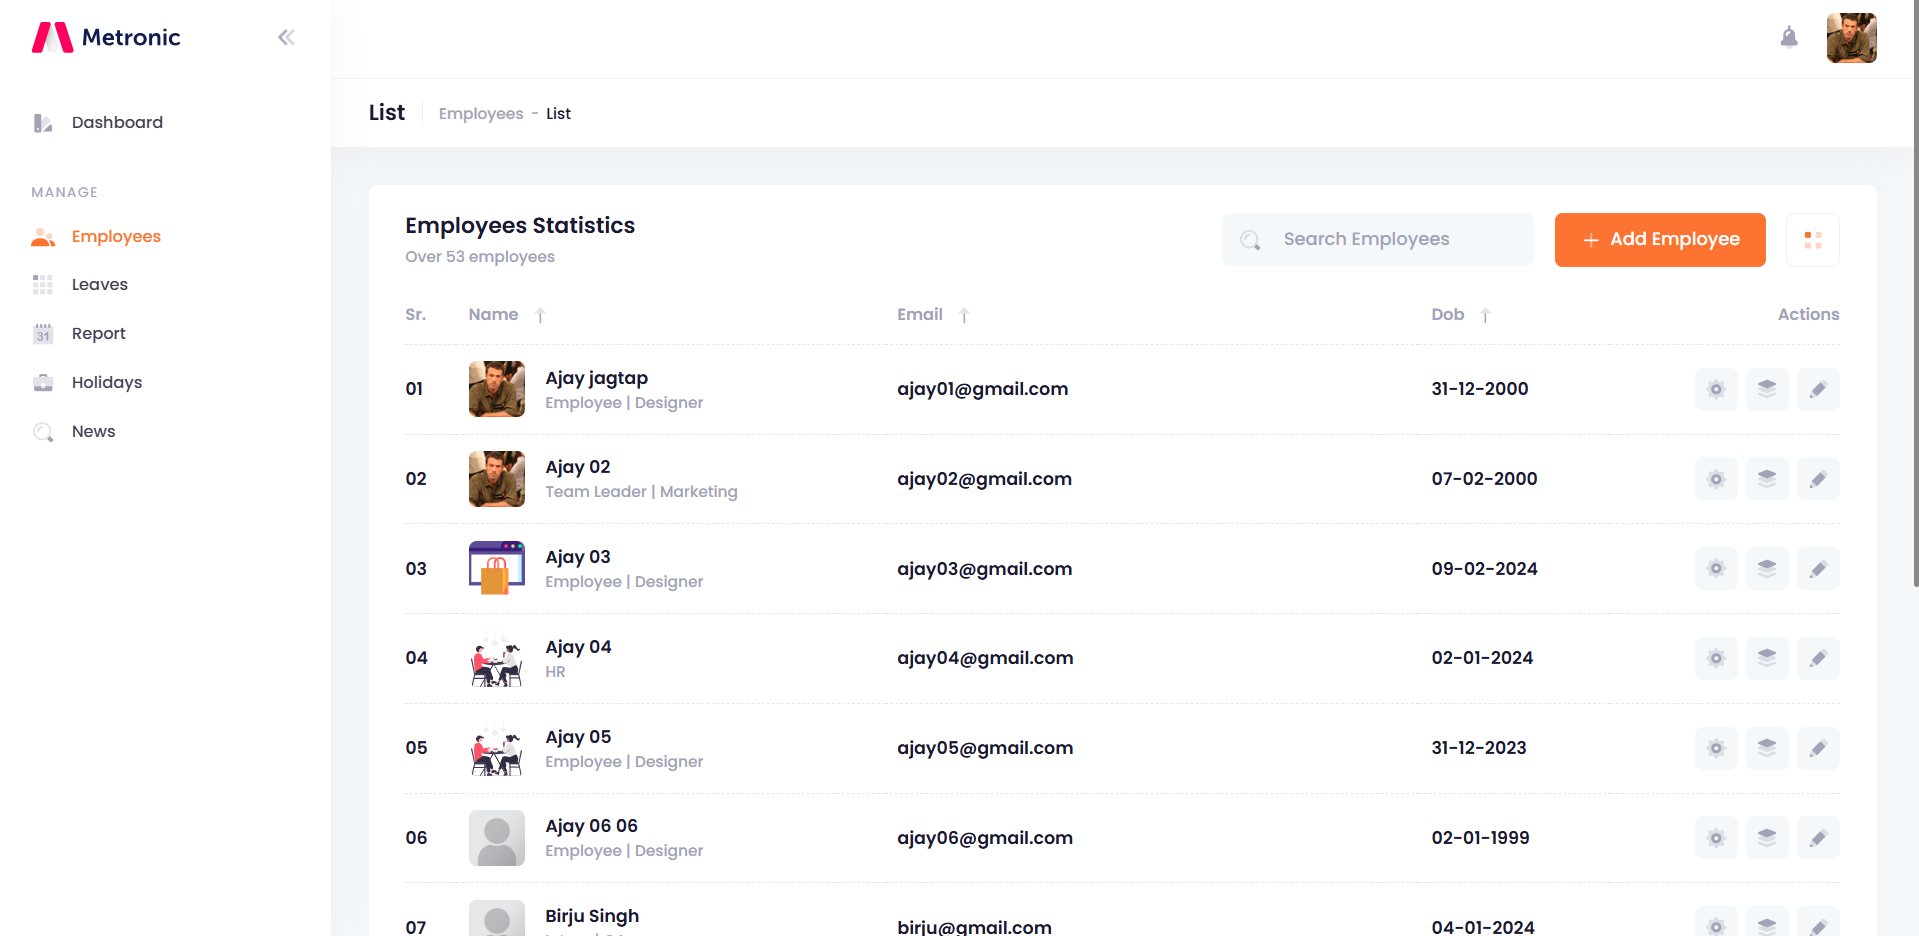 Metronic
Dashboard
MANAGE
Employees
Leaves
31 Report
Holidays
News
List Employees - List
Employees Statistics
Over 53 employees
Search Employees
+ Add Employee
Sr. Name ↑ Email ↑ Dob ↑ Actions
01 Ajay jagtap ajay01@gmail.com 31-12-2000
Employee | Designer
02 Ajay 02 ajay02@gmail.com 07-02-2000
Team Leader | Marketing
03 Ajay 03 ajay03@gmail.com 09-02-2024
Employee | Designer
04 Ajay 04 ajay04@gmail.com 02-01-2024
HR
05 Ajay 05 ajay05@gmail.com 31-12-2023
Employee | Designer
06 Ajay 06 06 ajay06@gmail.com 02-01-1999
Employee | Designer
07 Birju Singh birju@gmail.com 04-01-2024